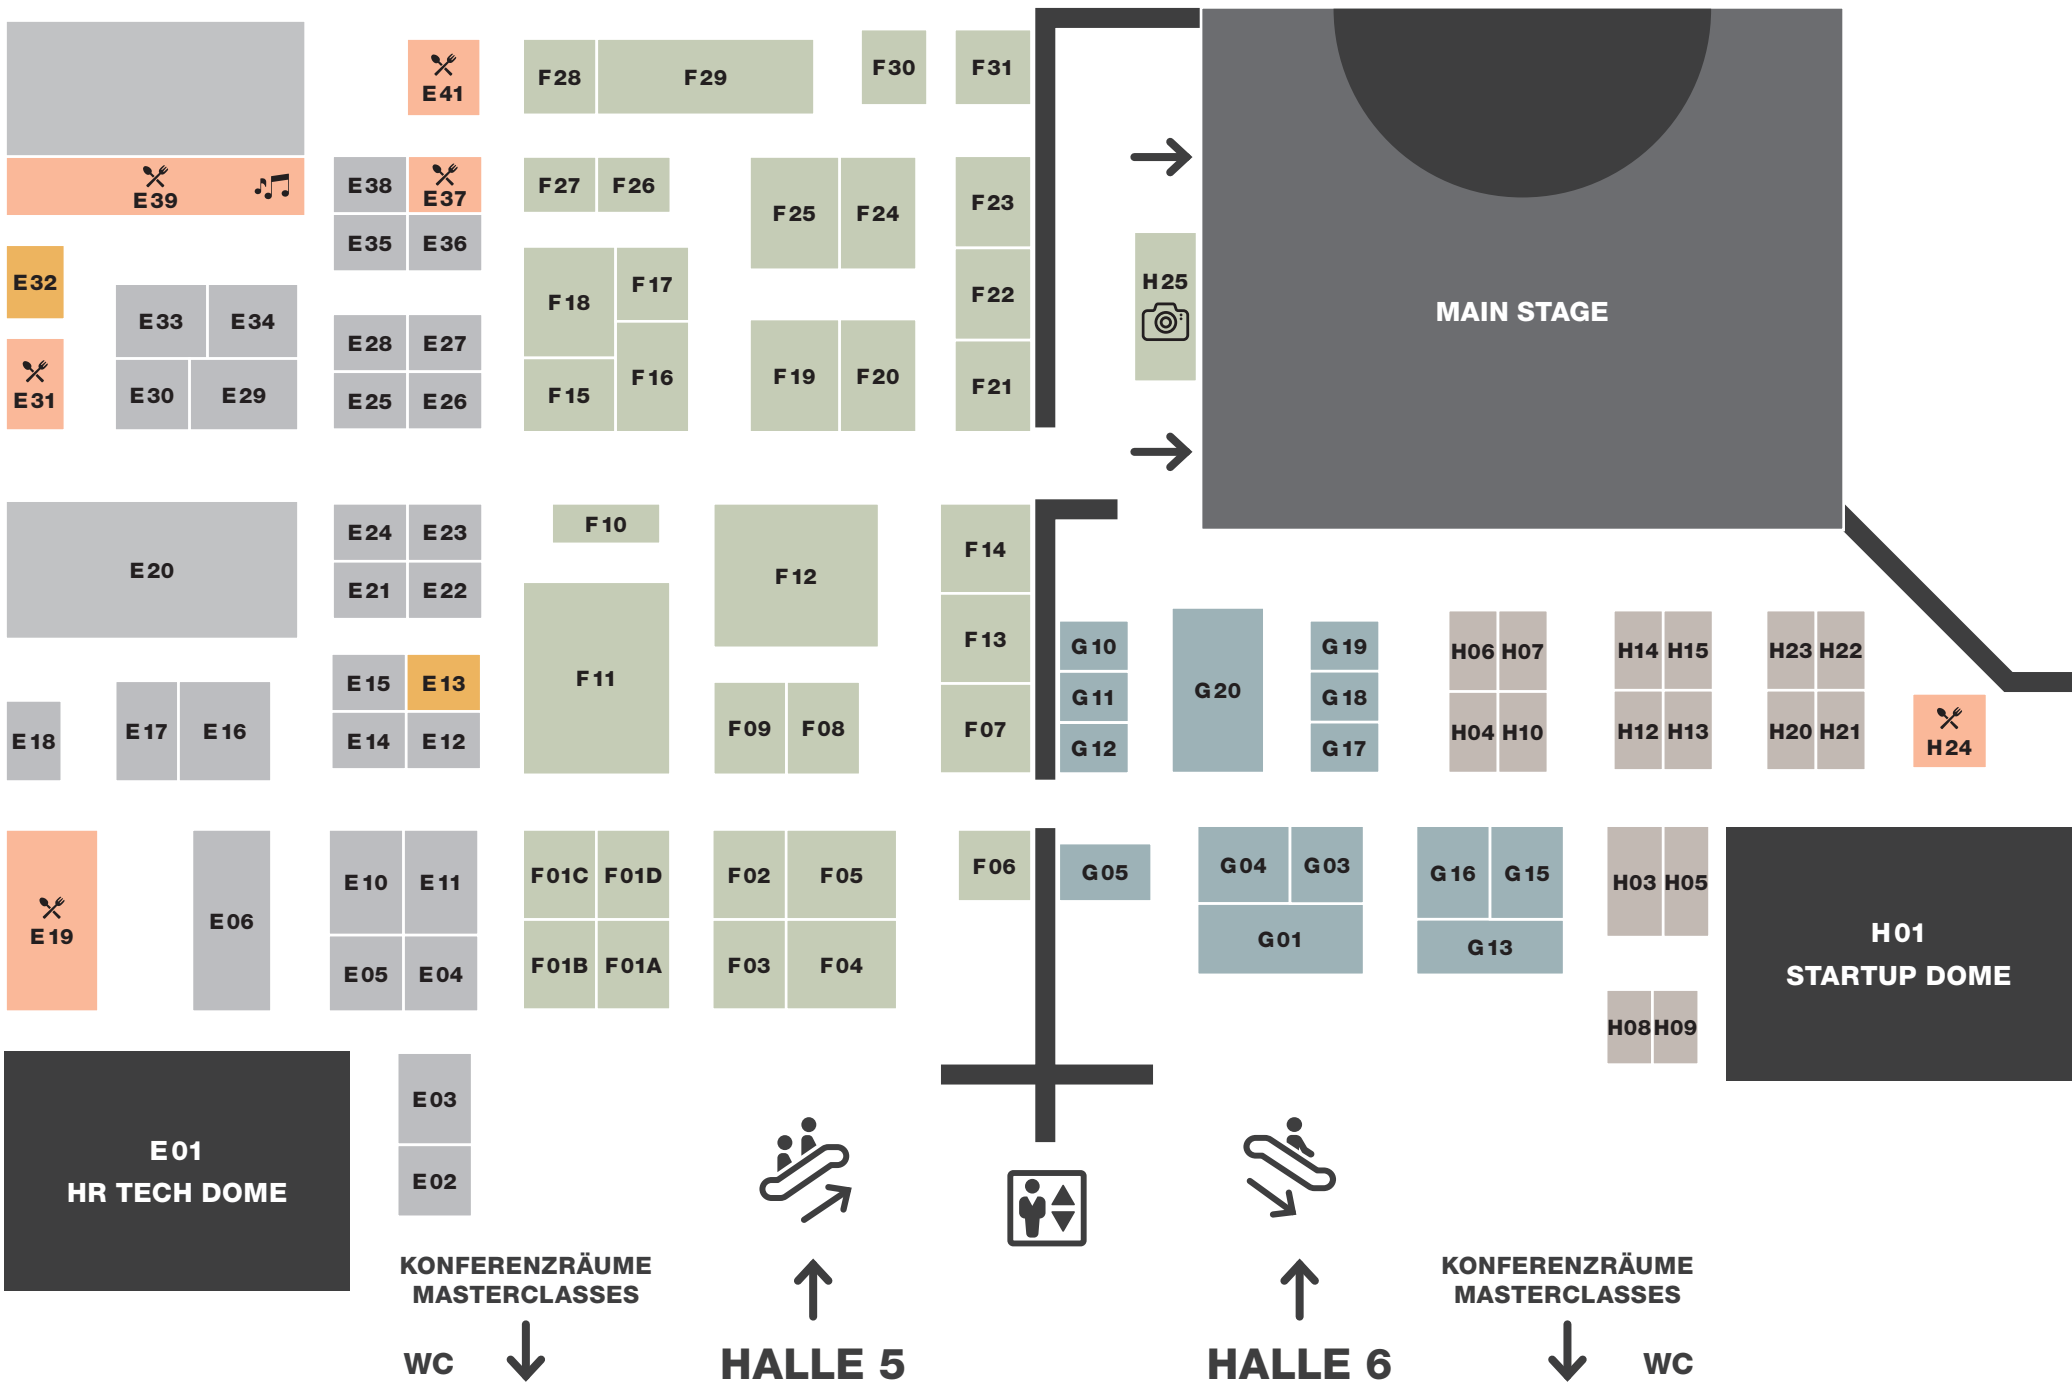 E41
F28
F29
F30
F31
E39
E38
E37
F27
F26
F25
F24
F23
E35
E36
E32
E33
E34
F18
F17
F22
H25
MAIN STAGE
E28
E27
E31
E30
E29
E25
E26
F15
F16
F19
F20
F21
E20
E24
E23
F10
F12
F14
E21
E22
F11
F13
G10
G20
G19
H06
H07
H14
H15
H23
H22
E15
E13
G11
G18
E18
E17
E16
E14
E12
F09
F08
F07
G12
G17
H04
H10
H12
H13
H20
H21
H24
E19
E06
E10
E11
F01C
F01D
F02
F05
F06
G05
G04
G03
G16
G15
H03
H05
E05
E04
F01B
F01A
F03
F04
G01
G13
H01
STARTUP DOME
H08
H09
E01
HR TECH DOME
E03
E02
KONFERENZRÄUME
MASTERCLASSES
WC
HALLE 5
HALLE 6
KONFERENZRÄUME
MASTERCLASSES
WC